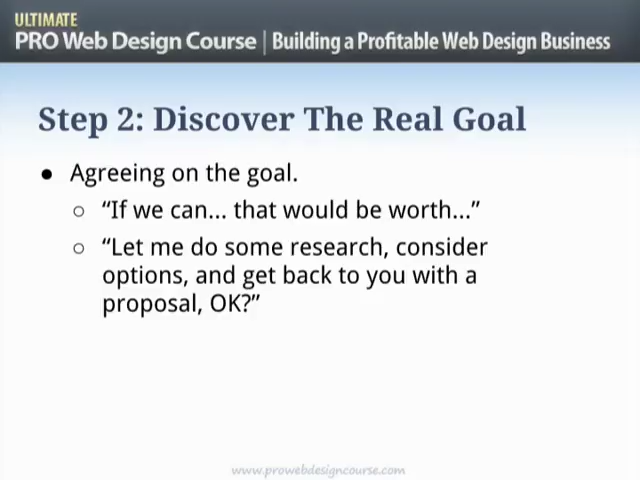 ULTIMATE
PRO Web Design Course | Building a Profitable Web Design Business
Step 2: Discover The Real Goal
● Agreeing on the goal.
○ “If we can... that would be worth...”
○ “Let me do some research, consider
options, and get back to you with a
proposal, OK?”
www.prowebdesigncourse.com